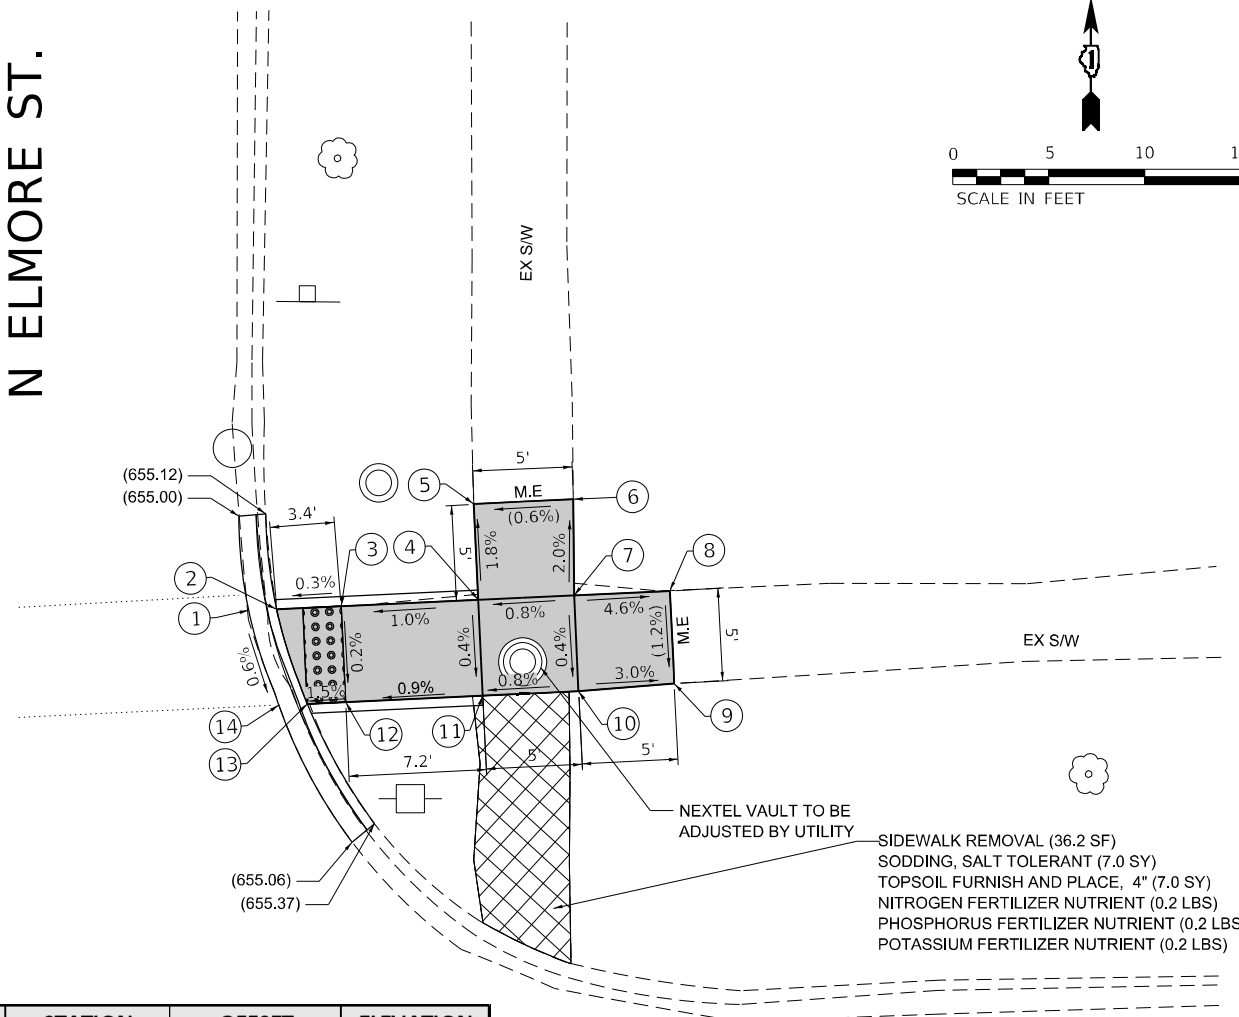 N ELMORE ST.
1
0 5 10
SCALE IN FEET
EX S/W
(655.12)
(655.00)
3.4'
5'
M.E
(0.6%)
5
6
5'
1.8%
2.0%
2
3
4
7
8
0.3%
1
1.0%
0.8%
4.6%
(1.2%)
M.E
5'
EX S/W
0.6%
0.2%
0.4%
0.4%
1.5%
0.9%
0.8%
3.0%
14
13
12
11
10
9
7.2'
5'
5'
NEXTEL VAULT TO BE
ADJUSTED BY UTILITY
(655.06)
(655.37)
SIDEWALK REMOVAL (36.2 SF)
SODDING, SALT TOLERANT (7.0 SY)
TOPSOIL FURNISH AND PLACE, 4" (7.0 SY)
NITROGEN FERTILIZER NUTRIENT (0.2 LBS)
PHOSPHORUS FERTILIZER NUTRIENT (0.2 LBS
POTASSIUM FERTILIZER NUTRIENT (0.2 LBS)
STATION OFFSET ELEVATION